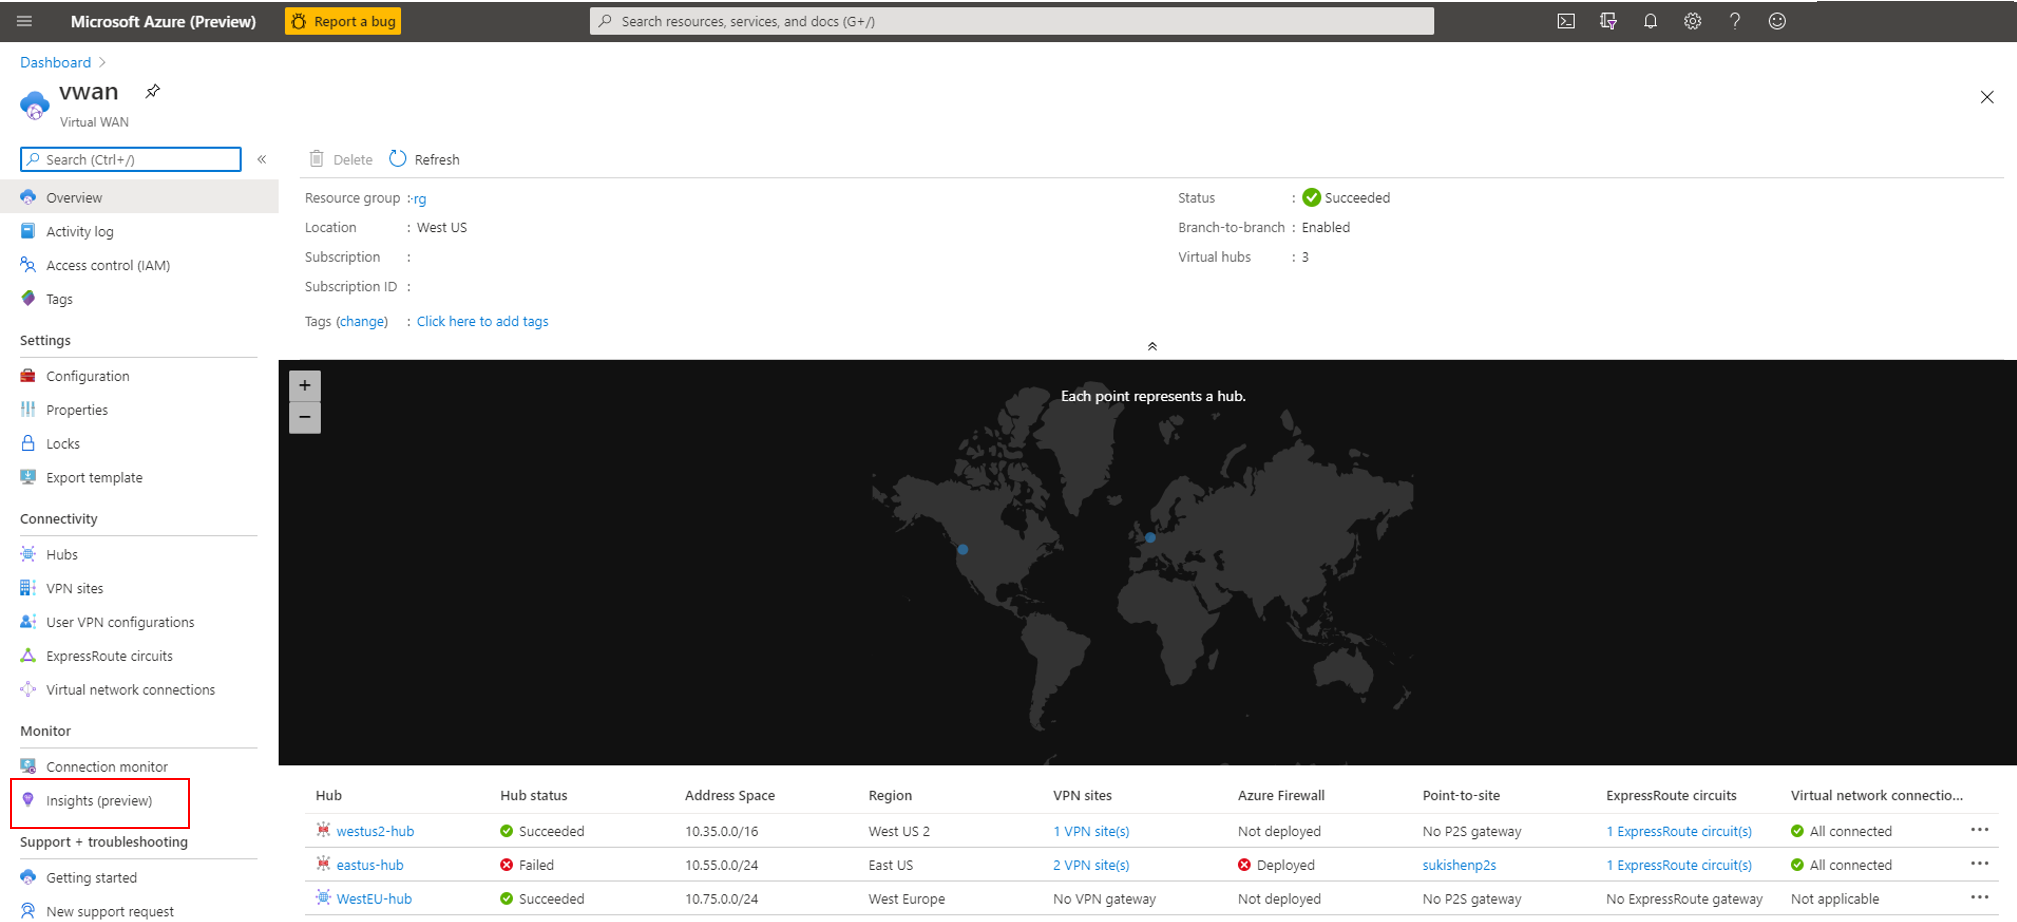 Microsoft Azure (Preview)
Report a bug
Search resources, services, and docs (G+/)
Dashboard
vwan
Virtual WAN
Search (Ctrl+/)
Overview
Activity log
Access control (IAM)
Tags
Settings
Configuration
Properties
Locks
Export template
Connectivity
Hubs
VPN sites
User VPN configurations
ExpressRoute circuits
Virtual network connections
Monitor
Connection monitor
Insights (preview)
Support + troubleshooting
Getting started
New support request
Delete Refresh
Resource group :-rg
Location : West US
Subscription :
Subscription ID :
Tags (change) : Click here to add tags
Status : Succeeded
Branch-to-branch : Enabled
Virtual hubs : 3
+
−
Each point represents a hub.
Hub Hub status Address Space Region VPN sites Azure Firewall Point-to-site ExpressRoute circuits Virtual network connectio...
westus2-hub Succeeded 10.35.0.0/16 West US 2 1 VPN site(s) Not deployed No P2S gateway 1 ExpressRoute circuit(s) All connected ...
eastus-hub Failed 10.55.0.0/24 East US 2 VPN site(s) Deployed sukishenp2s 1 ExpressRoute circuit(s) All connected ...
WestEU-hub Succeeded 10.75.0.0/24 West Europe No VPN gateway Not deployed No P2S gateway No ExpressRoute gateway Not applicable ...